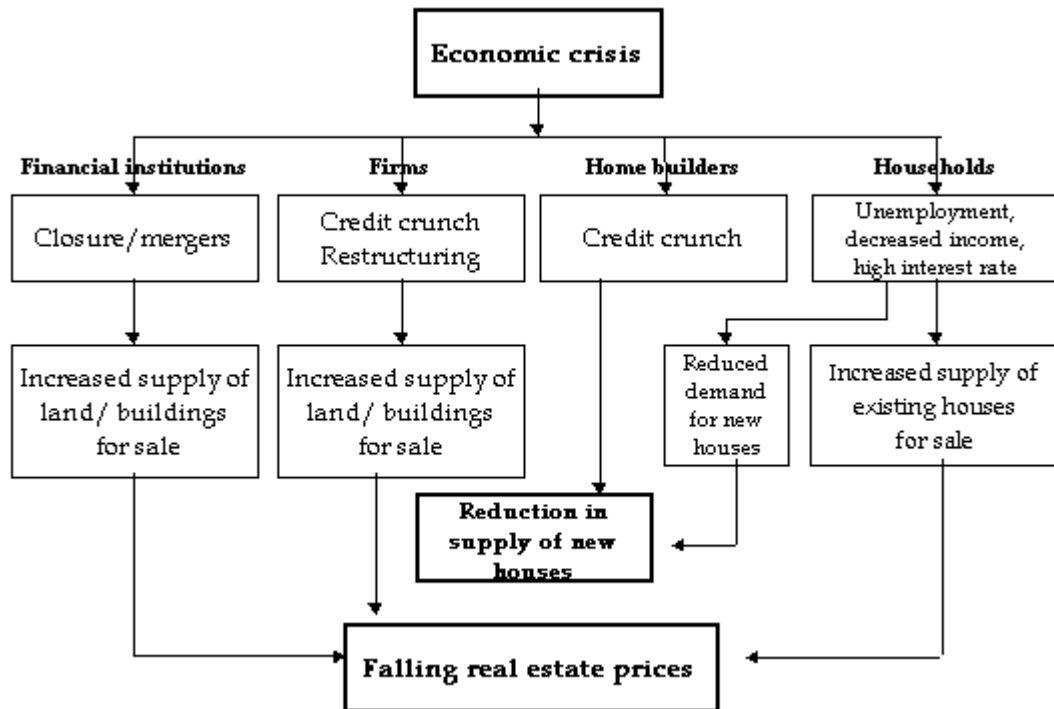 Economic crisis
Financial institutions
Firms
Home builders
Households
Closure/mergers
Credit crunch
Restructuring
Credit crunch
Unemployment,
decreased income,
high interest rate
Increased supply of
land/ buildings
for sale
Increased supply of
land/ buildings
for sale
Reduced
demand
for new
houses
Increased supply of
existing houses
for sale
Reduction in
supply of new
houses
Falling real estate prices